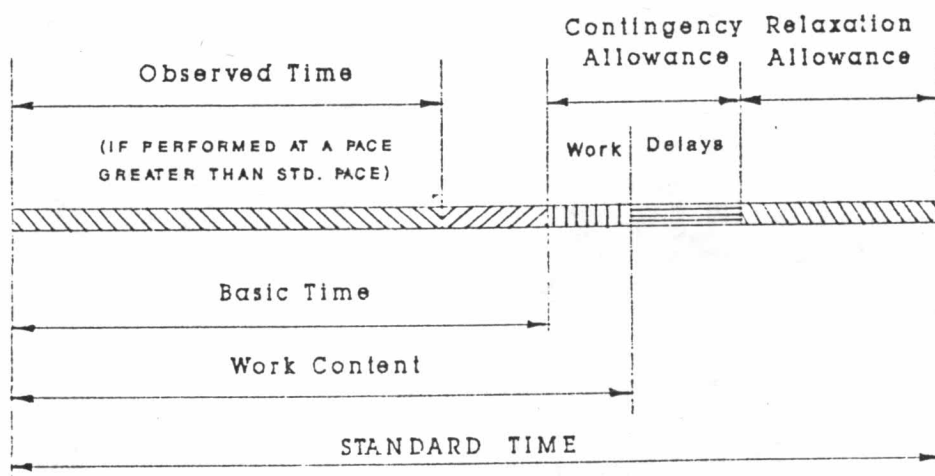 Contingency Relaxation
Allowance Allowance
Observed Time
(IF PERFORMED AT A PACE
GREATER THAN STD. PACE)
Work Delays
Basic Time
Work Content
STANDARD TIME